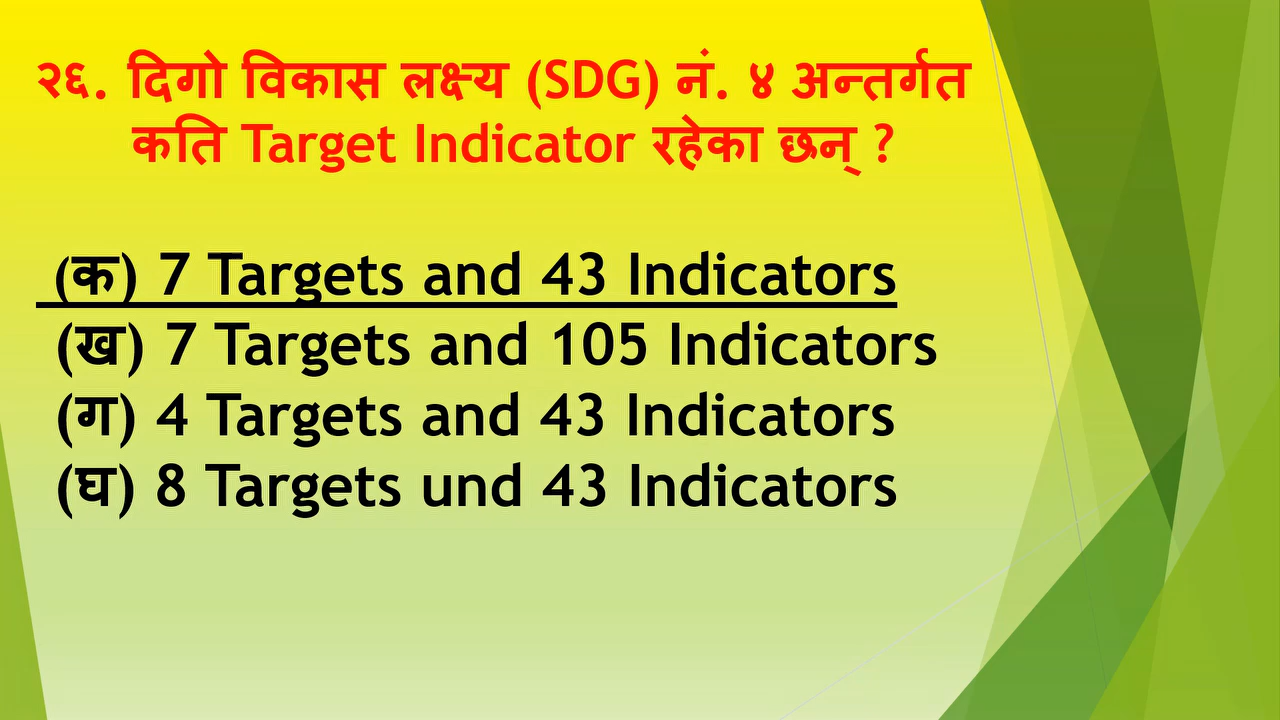 २६. दिगो विकास लक्ष्य (SDG) नं. ४ अन्तर्गत
कति Target Indicator रहेका छन् ?
(क) 7 Targets and 43 Indicators
(ख) 7 Targets and 105 Indicators
(ग) 4 Targets and 43 Indicators
(घ) 8 Targets und 43 Indicators